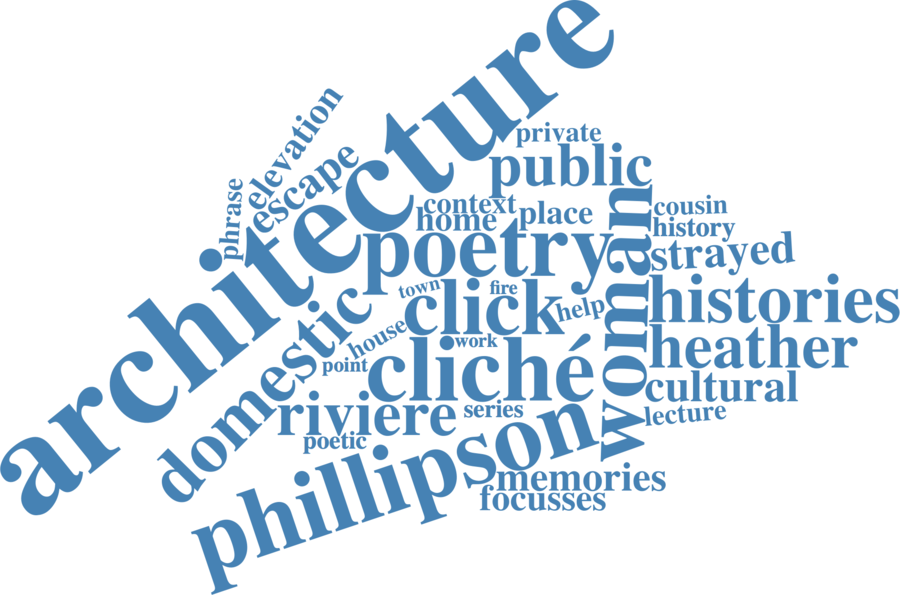 architecture
elevation
escape
phrase
private
public
context
home
place
poetry
woman
cousin
history
strayed
histories
heather
cultural
lecture
town
fire
click
help
house
work
point
cliché
domestic
riviere
series
poetic
phillipson
memories
focusses